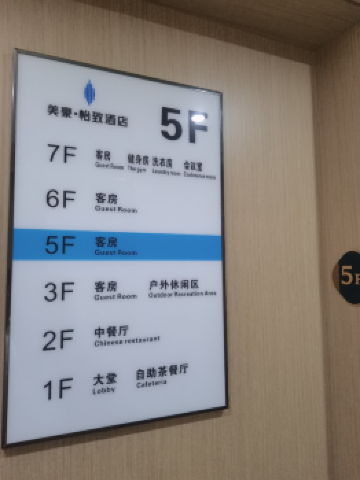 美豪·怡致酒店
5F
7F 客房 健身房 洗衣房 会议室
Guest Room The gym Laundry room Conference room
6F 客房
Guest Room
5F 客房
Guest Room
3F 客房 户外休闲区
Guest Room Outdoor Recreation Area
2F 中餐厅
Chinese restaurant
1F 大堂 自助茶餐厅
Lobby Cafeteria
5F